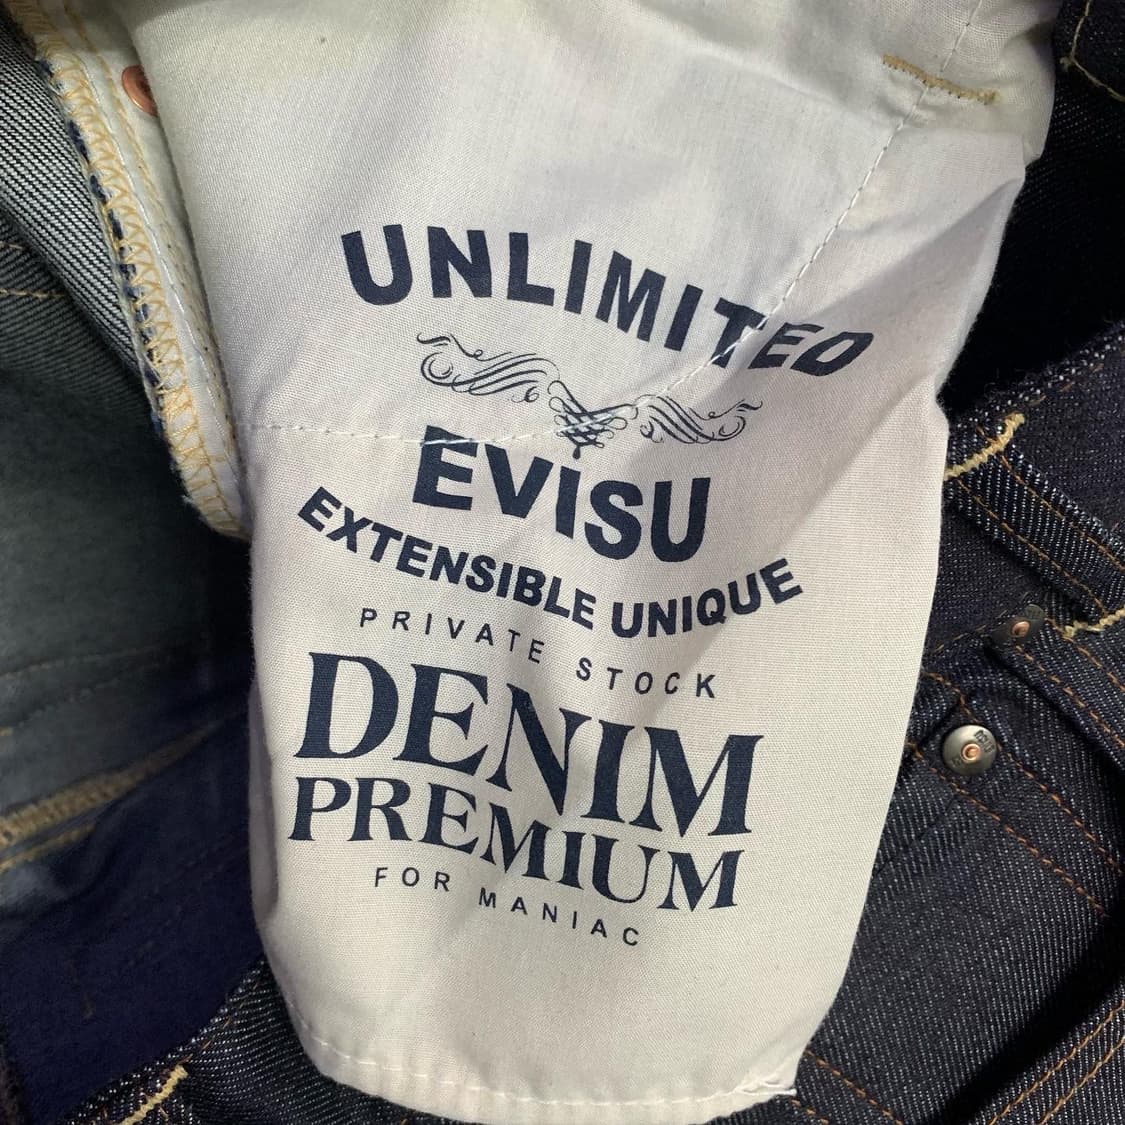 UNLIMITED
EVISU
EXTENSIBLE UNIQUE
PRIVATE STOCK
DENIM
PREMIUM
FOR MANIAC